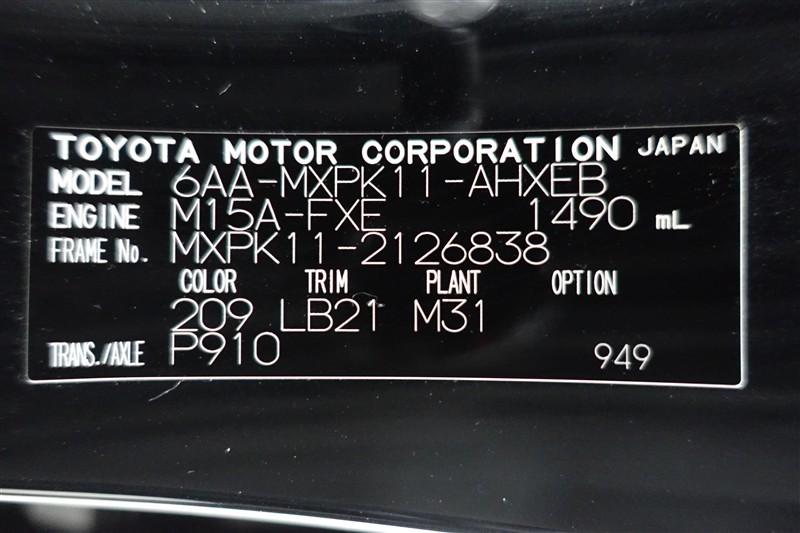 TOYOTA MOTOR CORPORATION JAPAN
MODEL 6AA-MXPK11-AHXEB
ENGINE M15A-FXE 1490 mL
FRAME No. MXPK11-2126838
COLOR TRIM PLANT OPTION
209 LB21 M31
TRANS./AXLE P910 949